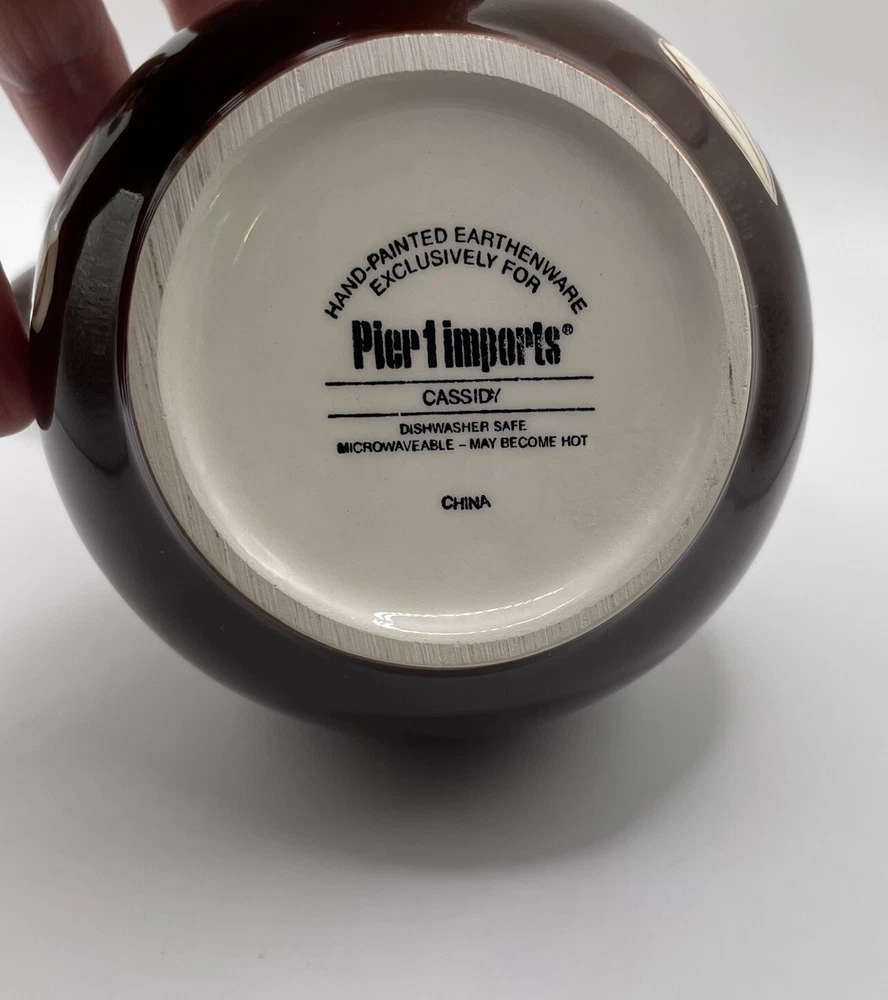 HAND-PAINTED EARTHENWARE
EXCLUSIVELY FOR
Pier 1 imports®
CASSIDY
DISHWASHER SAFE
MICROWAVEABLE – MAY BECOME HOT
CHINA